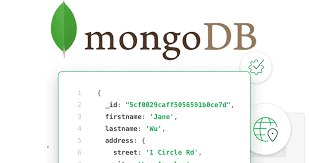 mongoDB
1 {
2 _id: "5cf0029caff5056591b0ce7d",
3 firstname: 'Jane',
4 lastname: 'Wu',
5 address: {
6 street: '1 Circle Rd',